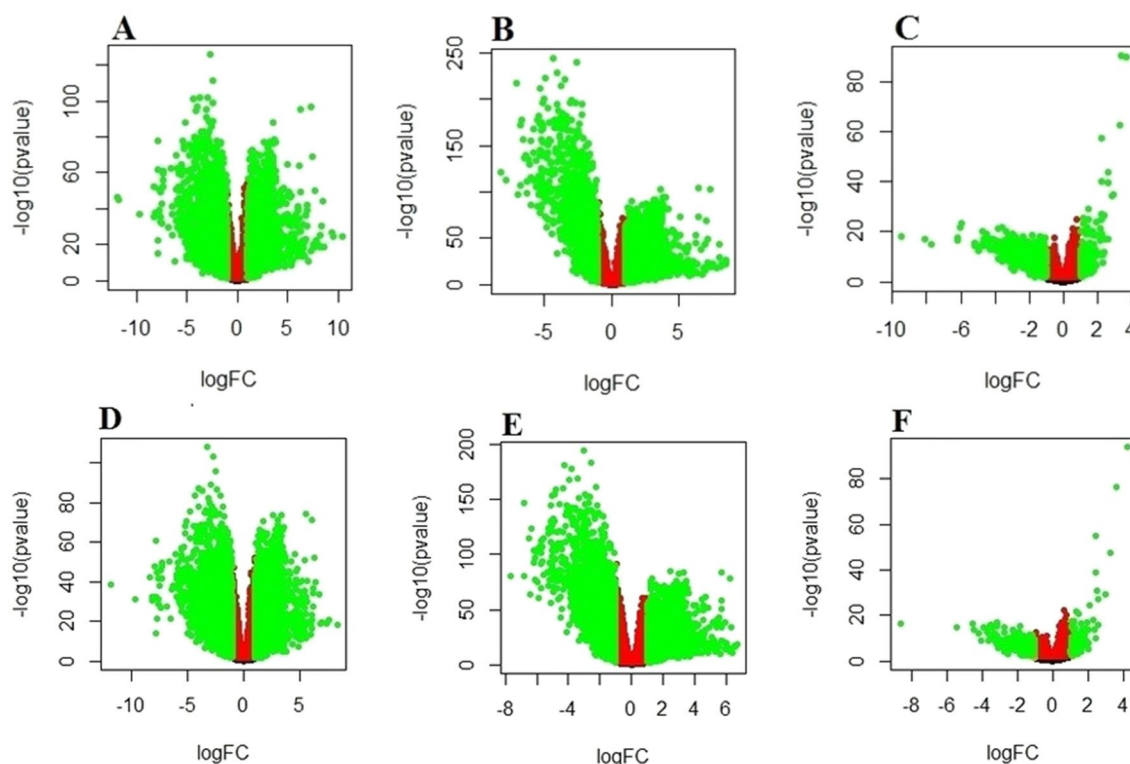 A
-log10(pvalue)
0 20 40 60 100
-10 -5 0 5 10
logFC
B
-log10(pvalue)
0 50 100 150 200 250
-5 0 5
logFC
C
-log10(pvalue)
0 20 40 60 80
-10 -6 -2 0 2 4
logFC
D
-log10(pvalue)
0 20 40 60 80
-10 -5 0 5
logFC
E
-log10(pvalue)
0 50 100 150 200
-8 -4 0 2 4 6
logFC
F
-log10(pvalue)
0 20 40 60 80
-8 -6 -4 -2 0 2 4
logFC